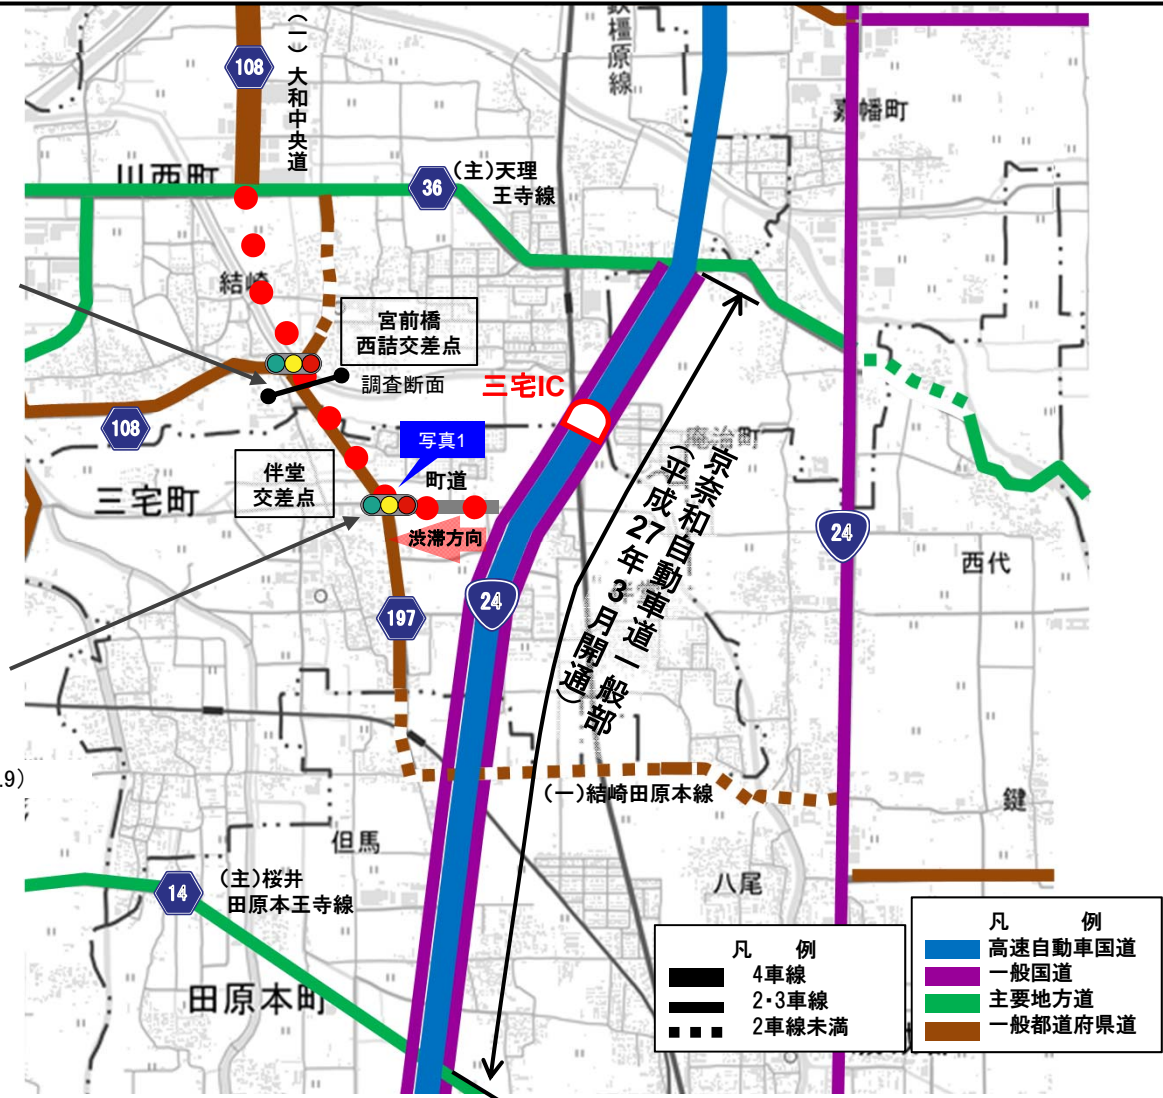 108
(一)大和中央道
橿原線
嘉幡町
川西町
36
(主)天理
王寺線
結崎
宮前橋
西詰交差点
調査断面
三宅IC
108
写真1
伴堂
交差点
町道
三宅町
渋滞方向
京奈和自動車道一般部
(平成27年3月開通)
24
24
西代
197
.9)
(一)結崎田原本線
鍵
但馬
八尾
14
(主)桜井
田原本王寺線
田原本町
凡 例
4車線
2・3車線
2車線未満
凡 例
高速自動車国道
一般国道
主要地方道
一般都道府県道